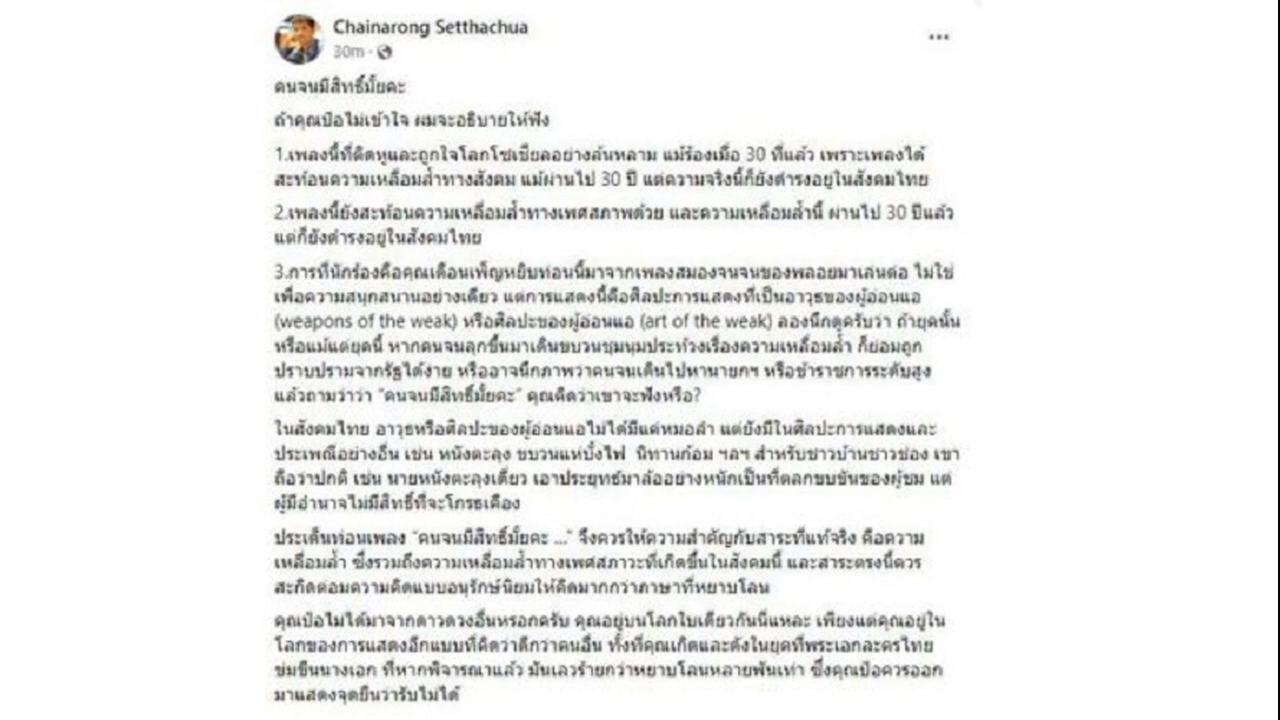 Chainarong Setthachua
30m ·
คนจนมีสิทธิ์มั้ยคะ
ถ้าคุณป๋อไม่เข้าใจ ผมจะอธิบายให้ฟัง
1.เพลงนี้ที่ติดหูและถูกใจโลกโซเชียลอย่างล้นหลาม แม้ร้องเมื่อ 30 ที่แล้ว เพราะเพลงได้
สะท้อนความเหลื่อมล้ำทางสังคม แม้ผ่านไป 30 ปี แต่ความจริงนี้ก็ยังดำรงอยู่ในสังคมไทย
2.เพลงนี้ยังสะท้อนความเหลื่อมล้ำทางเพศสภาพด้วย และความเหลื่อมล้ำนี้ ผ่านไป 30 ปีแล้ว
แต่ก็ยังดำรงอยู่ในสังคมไทย
3.การที่นักร้องคือคุณเดือนเพ็ญหยิบท่อนนี้มาจากเพลงสมองจนจนของพลอยมาเล่นต่อ ไม่ใช่
เพื่อความสนุกสนานอย่างเดียว แต่การแสดงนี้คือศิลปะการแสดงที่เป็นอาวุธของผู้อ่อนแอ
(weapons of the weak) หรือศิลปะของผู้อ่อนแอ (art of the weak) ลองนึกดูครับว่า ถ้ายุคนั้น
หรือแม้แต่ยุคนี้ หากคนจนลุกขึ้นมาเดินขบวนชุมนุมประท้วงเรื่องความเหลื่อมล้ำ ก็ย่อมถูก
ปราบปรามจากรัฐได้ง่าย หรืออาจนึกภาพว่าคนจนเดินไปหานายกฯ หรือข้าราชการระดับสูง
แล้วถามว่าว่า "คนจนมีสิทธิ์มั้ยคะ" คุณคิดว่าเขาจะฟังหรือ?
ในสังคมไทย อาวุธหรือศิลปะของผู้อ่อนแอไม่ได้มีแค่หมอลำ แต่ยังมีในศิลปะการแสดงและ
ประเพณีอย่างอื่น เช่น หนังตะลุง ขบวนแห่บั้งไฟ นิทานก้อม ฯลฯ สำหรับชาวบ้านชาวช่อง เขา
ถือว่าปกติ เช่น นายหนังตะลุงเดี่ยว เอาประยุทธ์มาล้ออย่างหนักเป็นที่ตลกขบขันของผู้ชม แต่
ผู้มีอำนาจไม่มีสิทธิ์ที่จะโกรธเคือง
ประเด็นท่อนเพลง "คนจนมีสิทธิ์มั้ยคะ ..." จึงควรให้ความสำคัญกับสาระที่แท้จริง คือความ
เหลื่อมล้ำ ซึ่งรวมถึงความเหลื่อมล้ำทางเพศสภาวะที่เกิดขึ้นในสังคมนี้ และสาระตรงนี้ควร
สะกิดต่อมความคิดแบบอนุรักษ์นิยมให้คิดมากกว่าภาษาที่หยาบโลน
คุณป๋อไม่ได้มาจากดาวดวงอื่นหรอกครับ คุณอยู่บนโลกใบเดียวกันนี่แหละ เพียงแต่คุณอยู่ใน
โลกของการแสดงอีกแบบที่คิดว่าดีกว่าคนอื่น ทั้งที่คุณเกิดและดังในยุคที่พระเอกละครไทย
ข่มขืนนางเอก ที่หากพิจารณาแล้ว มันเลวร้ายกว่าหยาบโลนหลายพันเท่า ซึ่งคุณป๋อควรออก
มาแสดงจุดยืนว่ารับไม่ได้